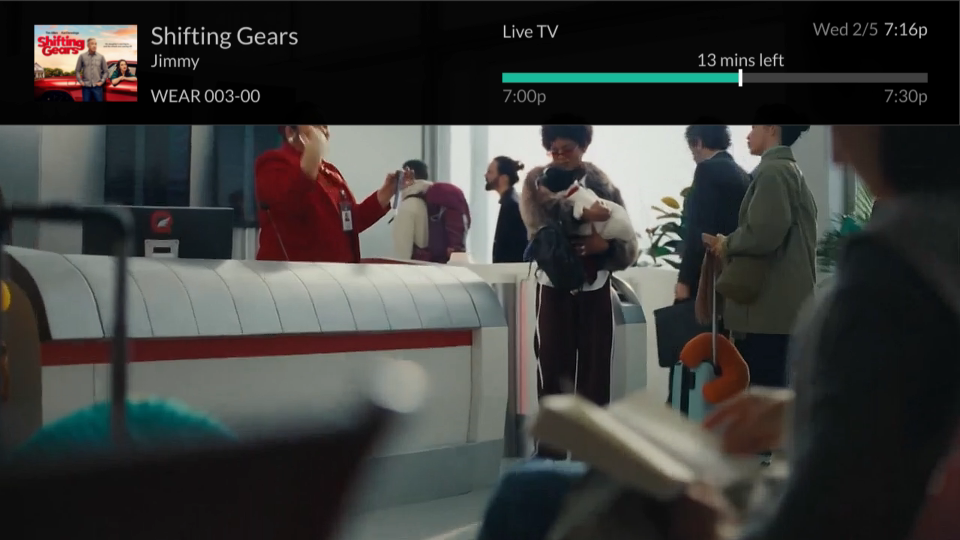 Shifting Gears
Jimmy
WEAR 003-00
Shifting
Gears
Live TV
Wed 2/5 7:16p
13 mins left
7:00p
7:30p